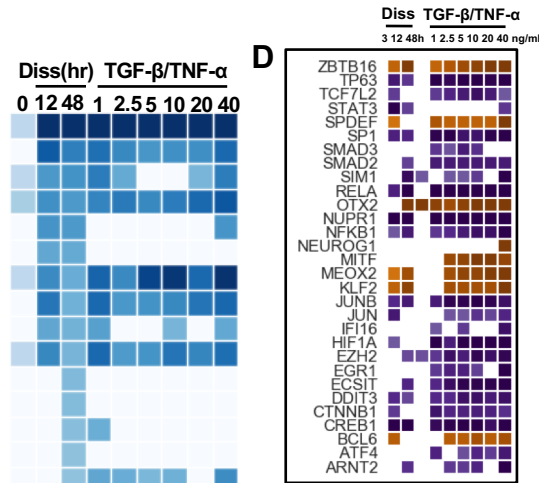 Diss TGF-β/TNF-α
3 12 48h 1 2.5 5 10 20 40 ng/ml
D
Diss(hr) TGF-β/TNF-α
0 12 48 1 2.5 5 10 20 40
ZBTB16
TP63
TCF7L2
STAT3
SPDEF
SP1
SMAD3
SMAD2
SIM1
RELA
OTX2
NUPR1
NFKB1
NEUROG1
MITF
MEOX2
KLF2
JUNB
JUN
IFI16
HIF1A
EZH2
EGR1
ECSIT
DDIT3
CTNNB1
CREB1
BCL6
ATF4
ARNT2